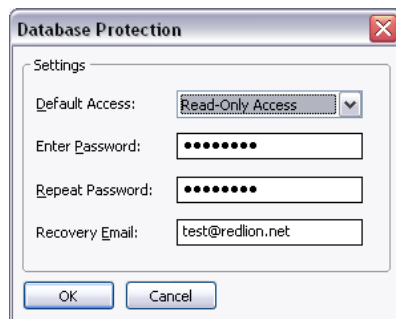 Database Protection
Settings
Default Access: Read-Only Access
Enter Password: ●●●●●●●●
Repeat Password: ●●●●●●●●
Recovery Email: test@redlion.net
OK Cancel